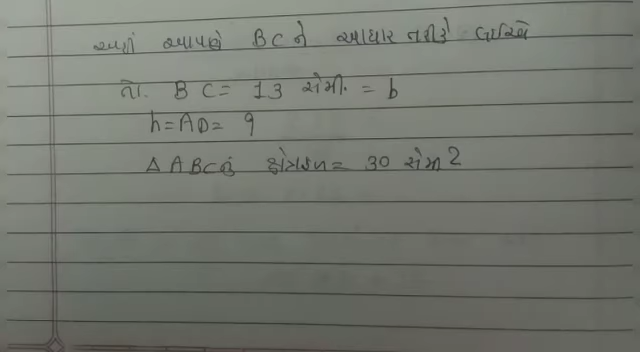 અહીં આપણે BC ને આધાર તરીકે લઈએ
તો. BC = 13 સેમી. = b
h = AD = 9
Δ ABC નું ક્ષેત્રફળ = 30 સેમી 2